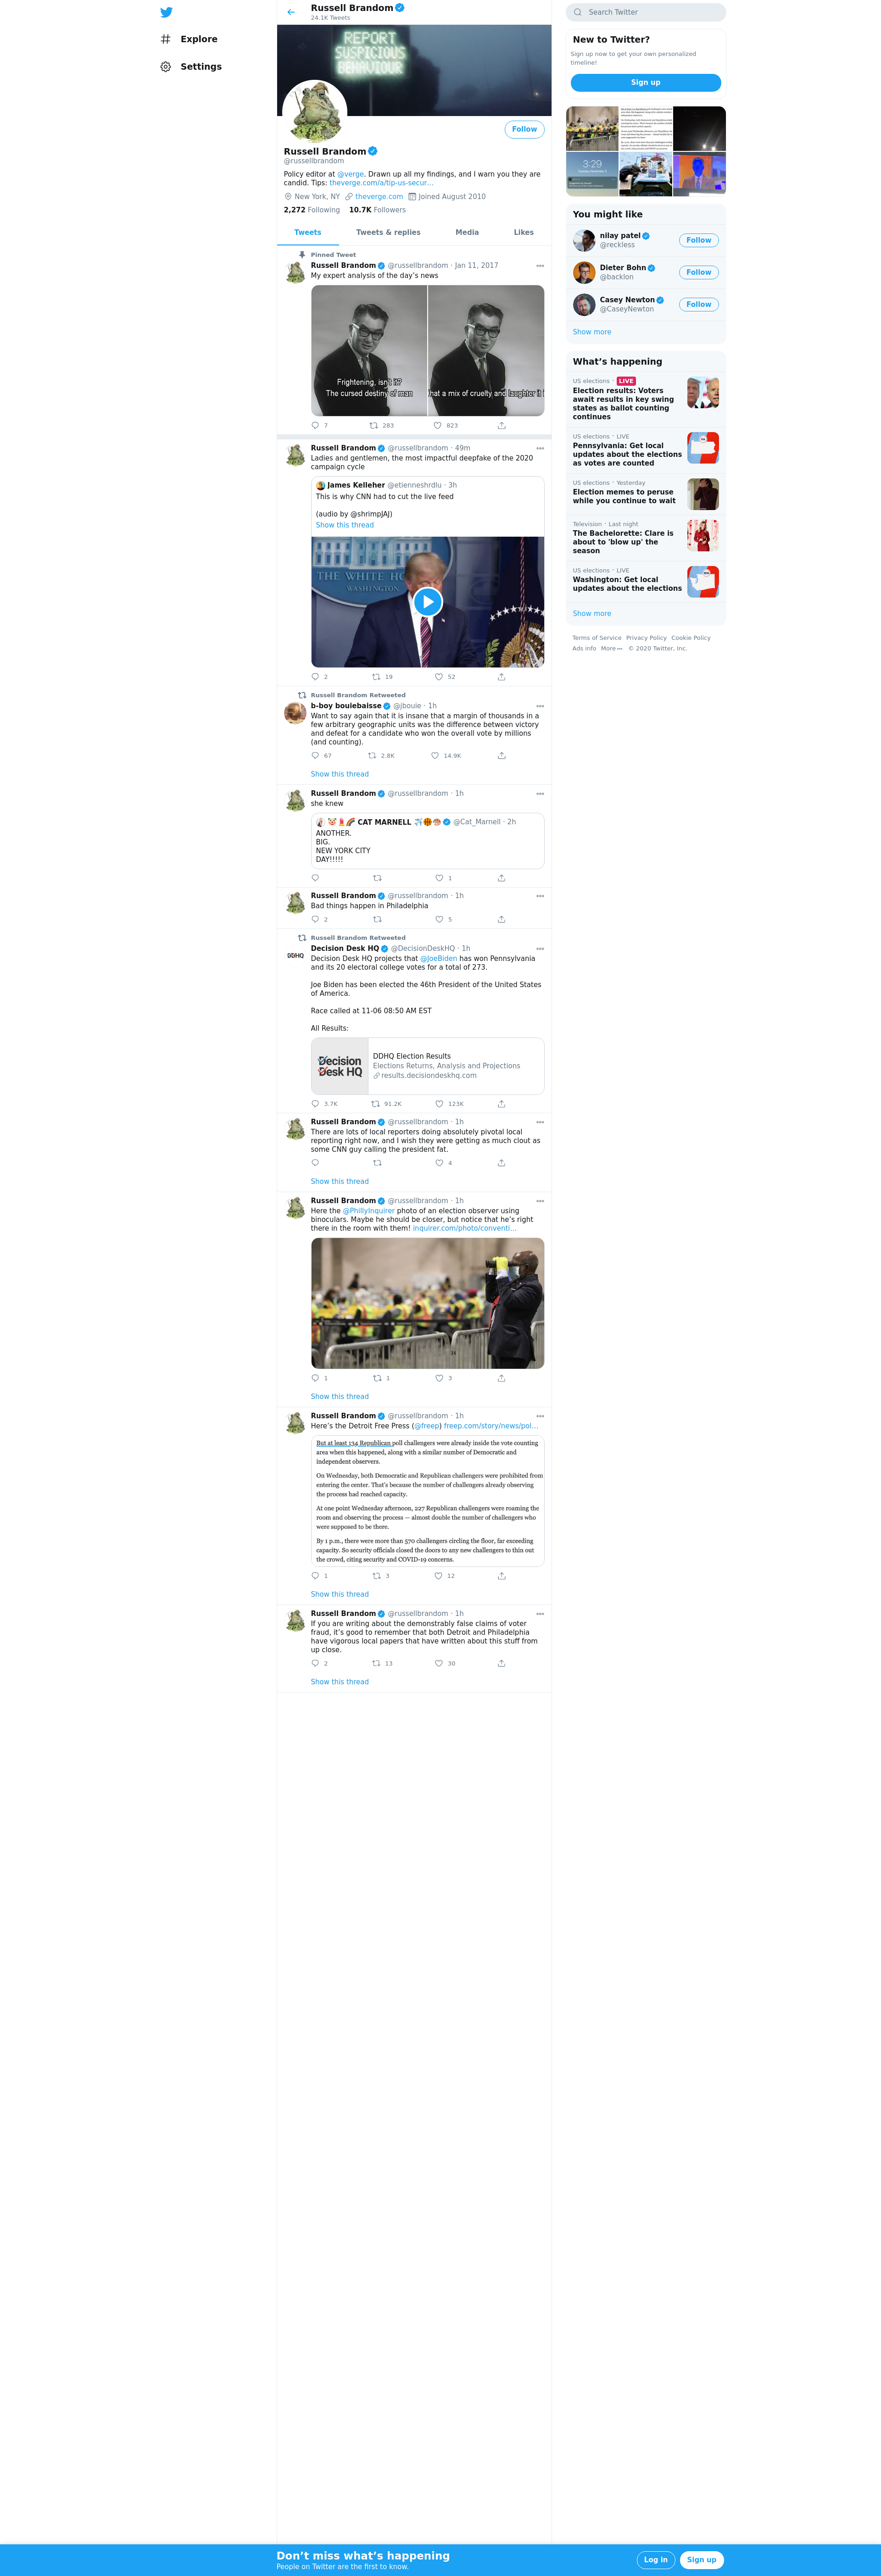 Explore
Settings
Russell Brandom
24.1K Tweets
REPORT
SUSPICIOUS
BEHAVIOUR
Follow
Russell Brandom
@russellbrandom
Policy editor at @verge. Drawn up all my findings, and I warn you they are
candid. Tips: theverge.com/a/tip-us-secur…
New York, NY theverge.com Joined August 2010
2,272 Following 10.7K Followers
Tweets Tweets & replies Media Likes
Pinned Tweet
Russell Brandom @russellbrandom · Jan 11, 2017
My expert analysis of the day's news
Frightening, isn't it?
The cursed destiny of man
that a mix of cruelty and laughter it i
7 283 823
Russell Brandom @russellbrandom · 49m
Ladies and gentlemen, the most impactful deepfake of the 2020
campaign cycle
James Kelleher @etienneshrdlu · 3h
This is why CNN had to cut the live feed
(audio by @shrimpJAJ)
Show this thread
THE WHITE HO
WASHINGTON
2 19 52
Russell Brandom Retweeted
b-boy bouiebaisse @jbouie · 1h
Want to say again that it is insane that a margin of thousands in a
few arbitrary geographic units was the difference between victory
and defeat for a candidate who won the overall vote by millions
(and counting).
67 2.8K 14.9K
Show this thread
Russell Brandom @russellbrandom · 1h
she knew
CAT MARNELL @Cat_Marnell · 2h
ANOTHER.
BIG.
NEW YORK CITY
DAY!!!!!
1
Russell Brandom @russellbrandom · 1h
Bad things happen in Philadelphia
2 5
Russell Brandom Retweeted
DDHQ
Decision Desk HQ @DecisionDeskHQ · 1h
Decision Desk HQ projects that @JoeBiden has won Pennsylvania
and its 20 electoral college votes for a total of 273.
Joe Biden has been elected the 46th President of the United States
of America.
Race called at 11-06 08:50 AM EST
All Results:
Decision
Desk HQ
DDHQ Election Results
Elections Returns, Analysis and Projections
results.decisiondeskhq.com
3.7K 91.2K 123K
Russell Brandom @russellbrandom · 1h
There are lots of local reporters doing absolutely pivotal local
reporting right now, and I wish they were getting as much clout as
some CNN guy calling the president fat.
4
Show this thread
Russell Brandom @russellbrandom · 1h
Here the @PhillyInquirer photo of an election observer using
binoculars. Maybe he should be closer, but notice that he's right
there in the room with them! inquirer.com/photo/conventi…
1 1 3
Show this thread
Russell Brandom @russellbrandom · 1h
Here's the Detroit Free Press (@freep) freep.com/story/news/pol…
But at least 134 Republican poll challengers were already inside the vote counting
area when this happened, along with a similar number of Democratic and
independent observers.
On Wednesday, both Democratic and Republican challengers were prohibited from
entering the center. That's because the number of challengers already observing
the process had reached capacity.
At one point Wednesday afternoon, 227 Republican challengers were roaming the
room and observing the process — almost double the number of challengers who
were supposed to be there.
By 1 p.m., there were more than 570 challengers circling the floor, far exceeding
capacity. So security officials closed the doors to any new challengers to thin out
the crowd, citing security and COVID-19 concerns.
1 3 12
Show this thread
Russell Brandom @russellbrandom · 1h
If you are writing about the demonstrably false claims of voter
fraud, it's good to remember that both Detroit and Philadelphia
have vigorous local papers that have written about this stuff from
up close.
2 13 30
Show this thread
Search Twitter
New to Twitter?
Sign up now to get your own personalized
timeline!
Sign up
3:29
You might like
nilay patel
@reckless
Follow
Dieter Bohn
@backlon
Follow
Casey Newton
@CaseyNewton
Follow
Show more
What's happening
US elections · LIVE
Election results: Voters
await results in key swing
states as ballot counting
continues
US elections · LIVE
Pennsylvania: Get local
updates about the elections
as votes are counted
US elections · Yesterday
Election memes to peruse
while you continue to wait
Television · Last night
The Bachelorette: Clare is
about to 'blow up' the
season
US elections · LIVE
Washington: Get local
updates about the elections
Show more
Terms of Service Privacy Policy Cookie Policy
Ads info More © 2020 Twitter, Inc.
Don't miss what's happening
People on Twitter are the first to know.
Log in
Sign up